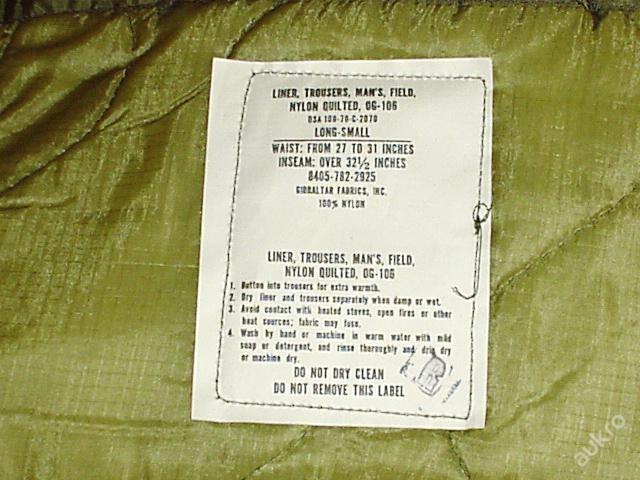 LINER, TROUSERS, MAN'S, FIELD,
NYLON QUILTED, OG-106
DSA 100-76-C-2070
LONG-SMALL
WAIST: FROM 27 TO 31 INCHES
INSEAM: OVER 32½ INCHES
8405-782-2925
GIBRALTAR FABRICS, INC.
100% NYLON
LINER, TROUSERS, MAN'S, FIELD,
NYLON QUILTED, OG-106
1. Button into trousers for extra warmth.
2. Dry liner and trousers separately when damp or wet.
3. Avoid contact with heated stoves, open fires or other
heat sources; fabric may fuse.
4. Wash by hand or machine in warm water with mild
soap or detergent, and rinse thoroughly and drip dry
or machine dry.
DO NOT DRY CLEAN
DO NOT REMOVE THIS LABEL
aukro